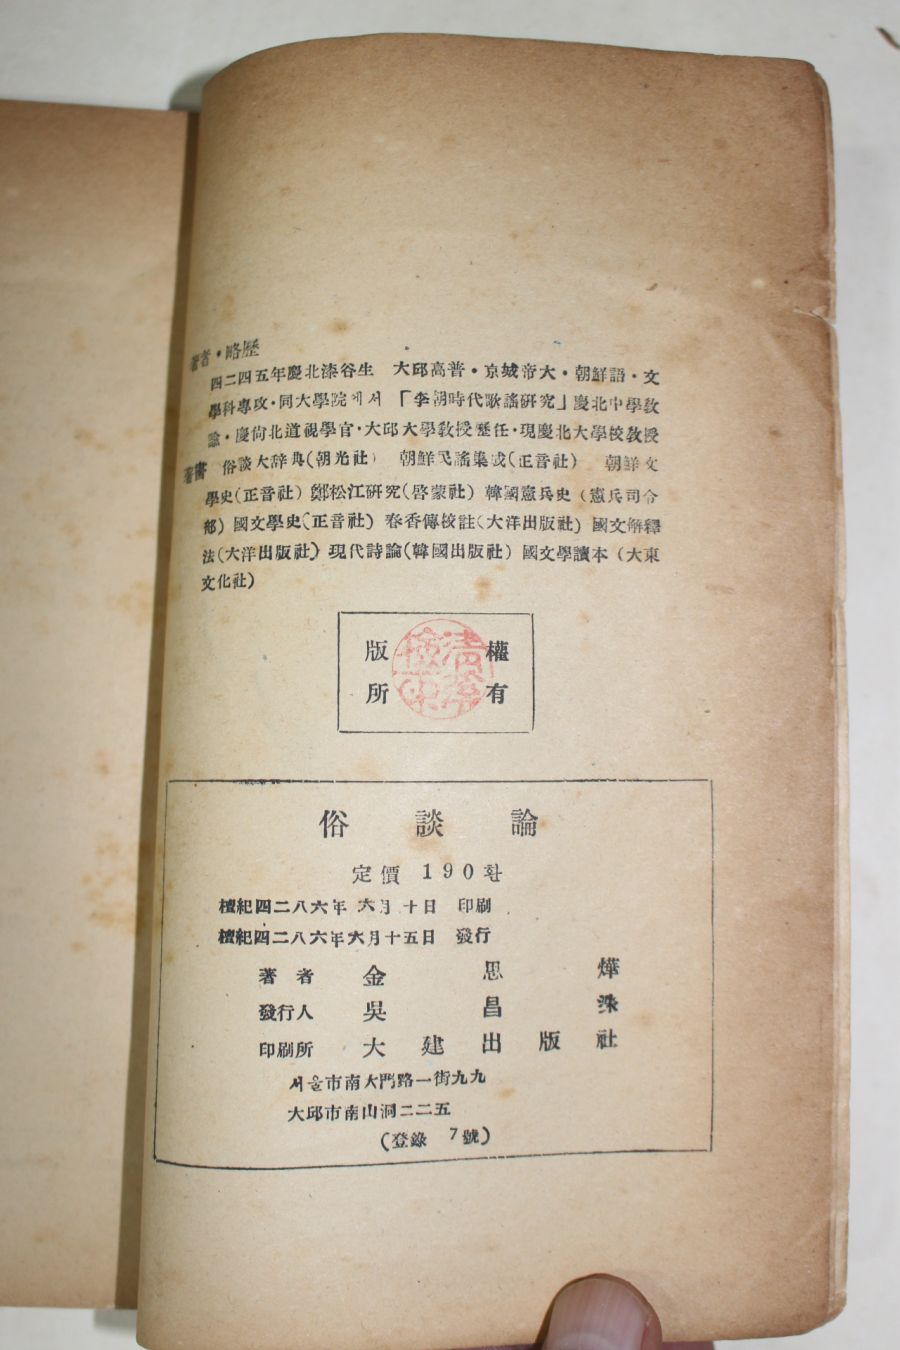 著者・略歷
四二四五年慶北漆谷生　大邱高普・京城帝大・朝鮮語・文
學科專攻・同大學院에서 「李朝時代歌謠硏究」慶北中學敎
諭・慶尙北道視學官・大邱大學敎授歷任・現慶北大學校敎授
著書　俗談大辞典(朝光社)　朝鮮民謠集成(正音社)　朝鮮文
學史(正音社) 鄭松江硏究(啓蒙社) 韓國憲兵史 (憲兵司令
部) 國文學史(正音社) 春香傳校註(大洋出版社) 國文解釋
法(大洋出版社) 現代詩論(韓國出版社) 國文學讀本 (大東
文化社)
版權
所有
俗談論
定價 190환
檀紀四二八六年 六月 十日　印刷
檀紀四二八六年六月十五日　發行
著者　金思燁
發行人　吳昌洙
印刷所　大建出版社
서울市南大門路一街九九
大邱市南山洞二二五
(登錄 7號)